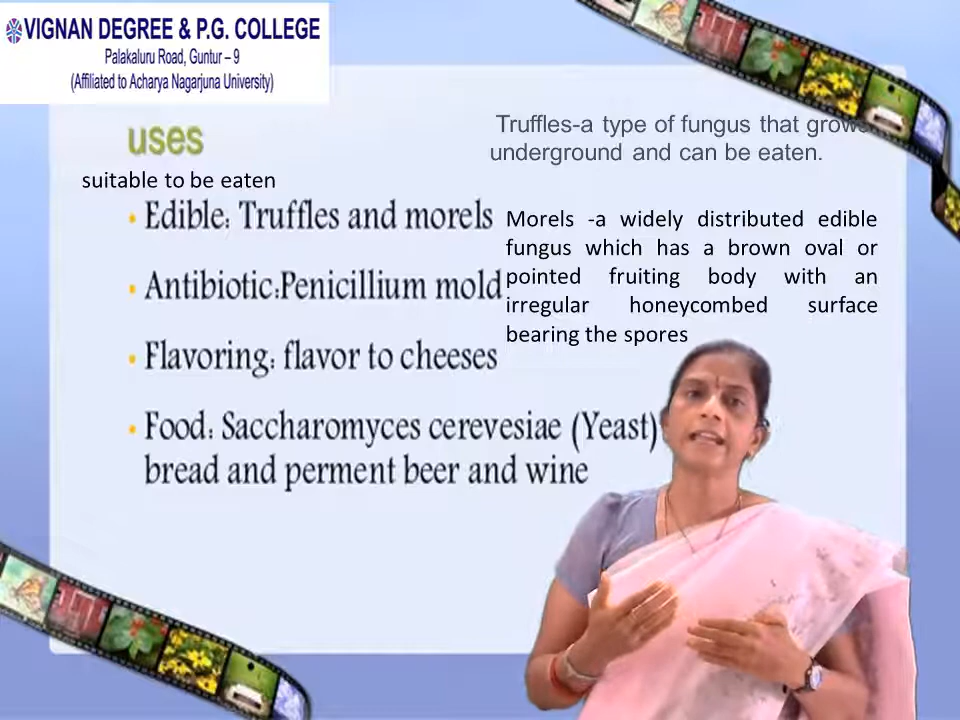 VIGNAN DEGREE & P.G. COLLEGE
Palakaluru Road, Guntur – 9
(Affiliated to Acharya Nagarjuna University)
uses
Truffles-a type of fungus that grows
underground and can be eaten.
suitable to be eaten
• Edible: Truffles and morels
Morels -a widely distributed edible
fungus which has a brown oval or
pointed fruiting body with an
irregular honeycombed surface
bearing the spores
• Antibiotic:Penicillium mold
• Flavoring: flavor to cheeses
• Food: Saccharomyces cerevesiae (Yeast)
bread and perment beer and wine